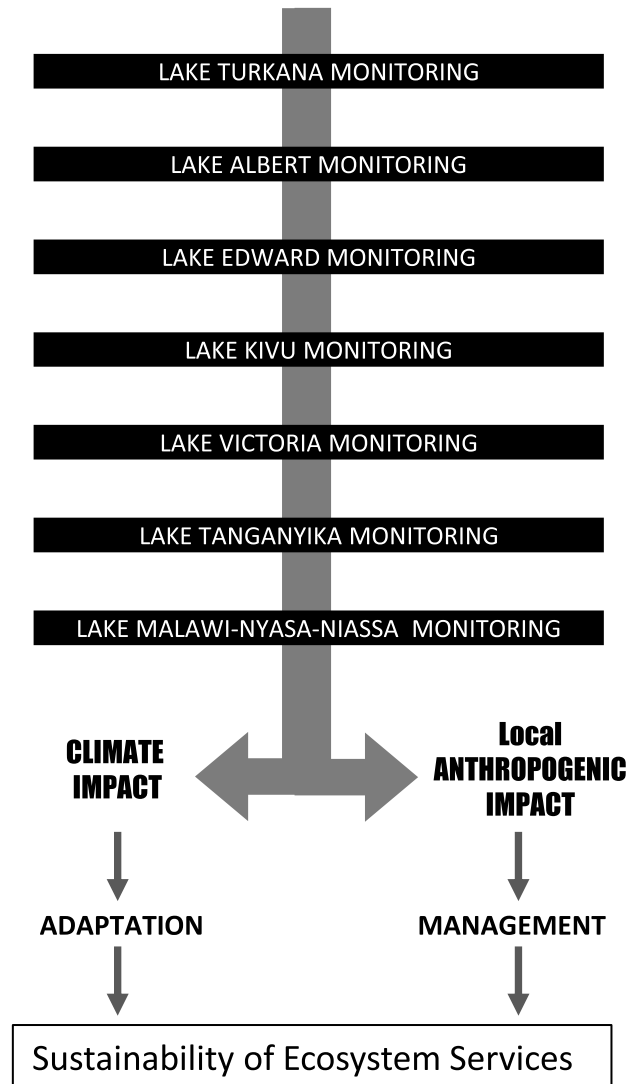 LAKE TURKANA MONITORING
LAKE ALBERT MONITORING
LAKE EDWARD MONITORING
LAKE KIVU MONITORING
LAKE VICTORIA MONITORING
LAKE TANGANYIKA MONITORING
LAKE MALAWI-NYASA-NIASSA MONITORING
CLIMATE
IMPACT
Local
ANTHROPOGENIC
IMPACT
ADAPTATION
MANAGEMENT
Sustainability of Ecosystem Services